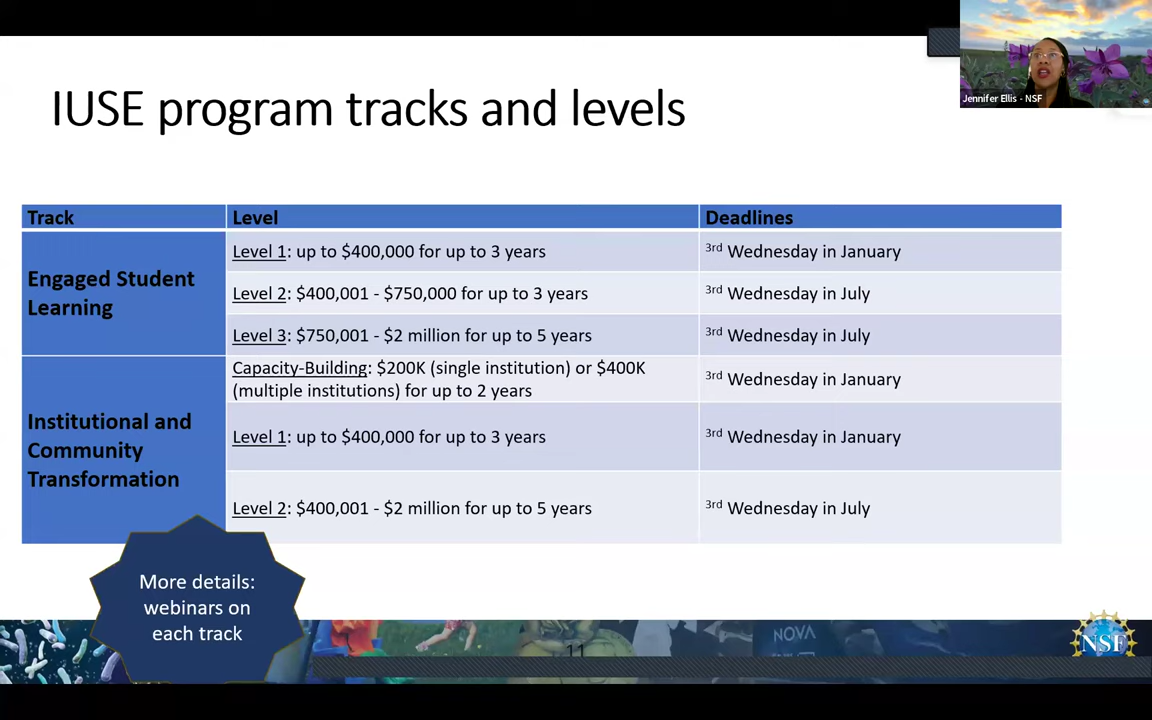 Jennifer Ellis - NSF
IUSE program tracks and levels
Track Level Deadlines
Engaged Student
Learning
Level 1: up to $400,000 for up to 3 years 3rd Wednesday in January
Level 2: $400,001 - $750,000 for up to 3 years 3rd Wednesday in July
Level 3: $750,001 - $2 million for up to 5 years 3rd Wednesday in July
Institutional and
Community
Transformation
Capacity-Building: $200K (single institution) or $400K
(multiple institutions) for up to 2 years 3rd Wednesday in January
Level 1: up to $400,000 for up to 3 years 3rd Wednesday in January
Level 2: $400,001 - $2 million for up to 5 years 3rd Wednesday in July
More details:
webinars on
each track
11
NOVA
NSF